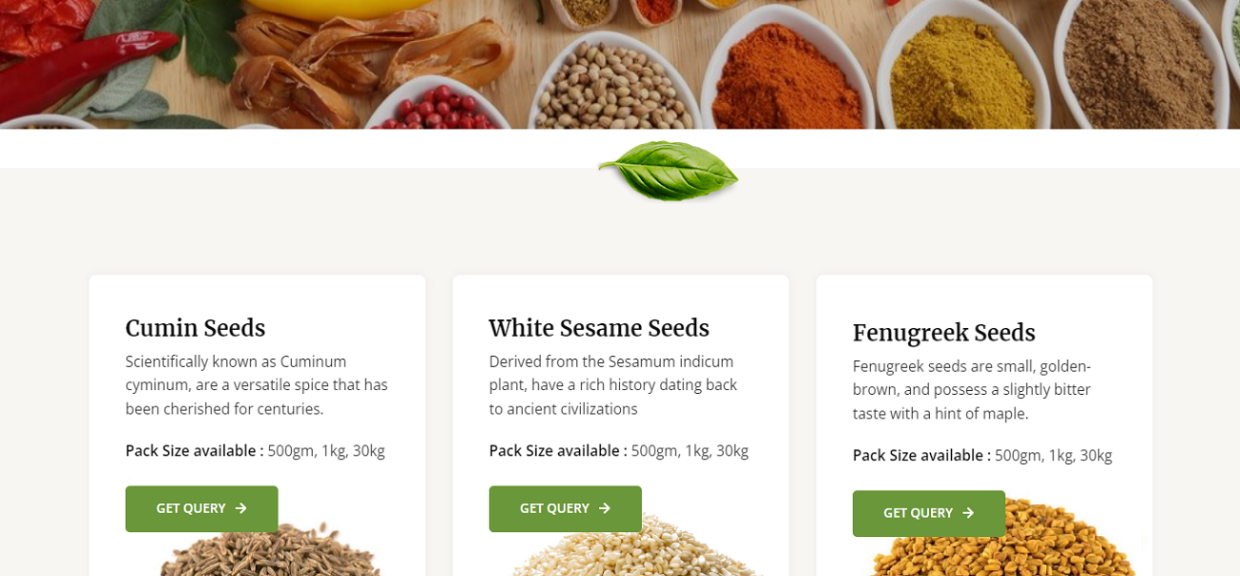 Cumin Seeds
Scientifically known as Cuminum
cyminum, are a versatile spice that has
been cherished for centuries.
Pack Size available : 500gm, 1kg, 30kg
GET QUERY →
White Sesame Seeds
Derived from the Sesamum indicum
plant, have a rich history dating back
to ancient civilizations
Pack Size available : 500gm, 1kg, 30kg
GET QUERY →
Fenugreek Seeds
Fenugreek seeds are small, golden-
brown, and possess a slightly bitter
taste with a hint of maple.
Pack Size available : 500gm, 1kg, 30kg
GET QUERY →